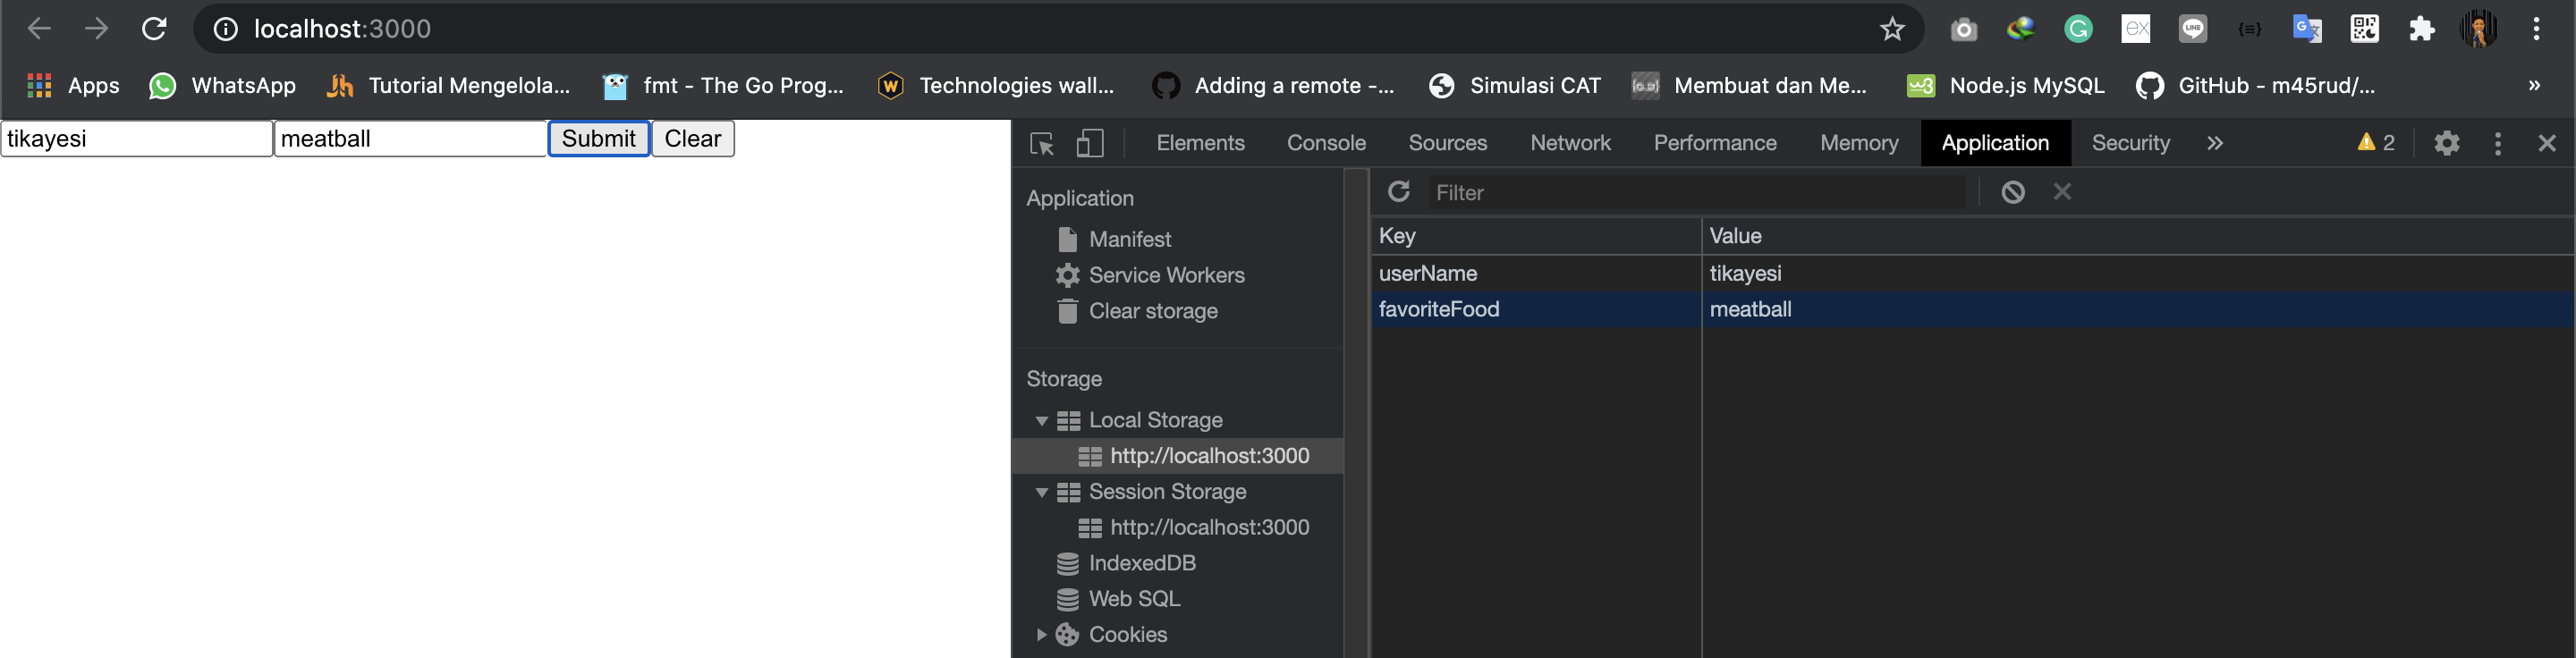 localhost:3000
Apps WhatsApp Tutorial Mengelola... fmt - The Go Prog... Technologies wall... Adding a remote -... Simulasi CAT Membuat dan Me... Node.js MySQL GitHub - m45rud/... »
tikayesi meatball Submit Clear
Elements Console Sources Network Performance Memory Application Security » 2
Application
Manifest
Service Workers
Clear storage
Storage
Local Storage
http://localhost:3000
Session Storage
http://localhost:3000
IndexedDB
Web SQL
Cookies
Filter
Key Value
userName tikayesi
favoriteFood meatball